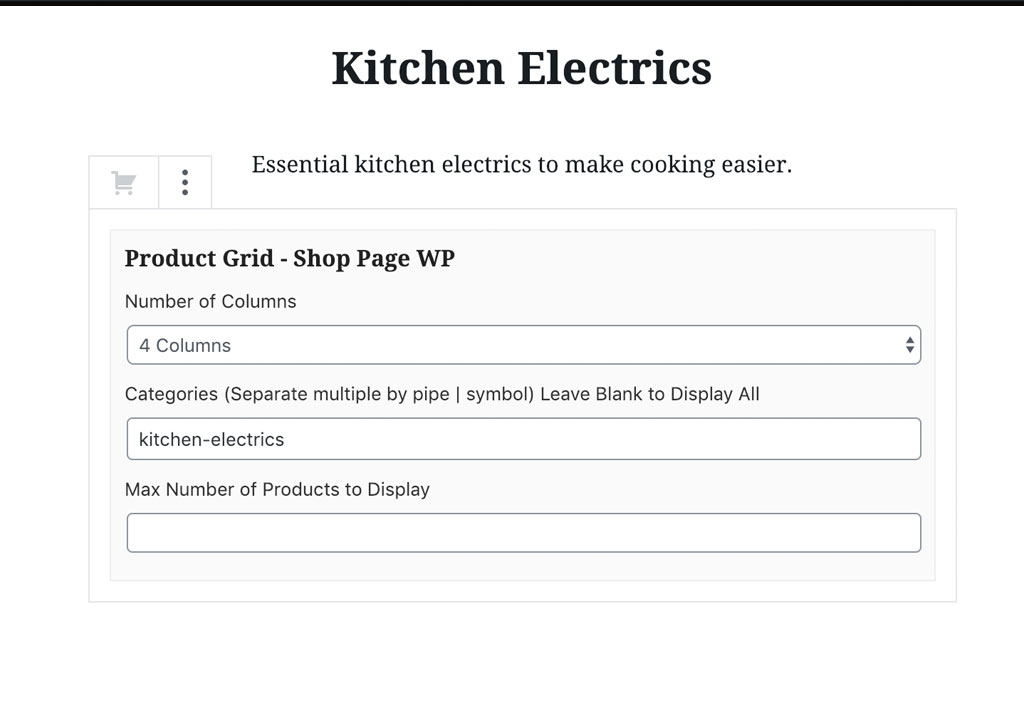 Kitchen Electrics
Essential kitchen electrics to make cooking easier.
Product Grid - Shop Page WP
Number of Columns
4 Columns
Categories (Separate multiple by pipe | symbol) Leave Blank to Display All
kitchen-electrics
Max Number of Products to Display